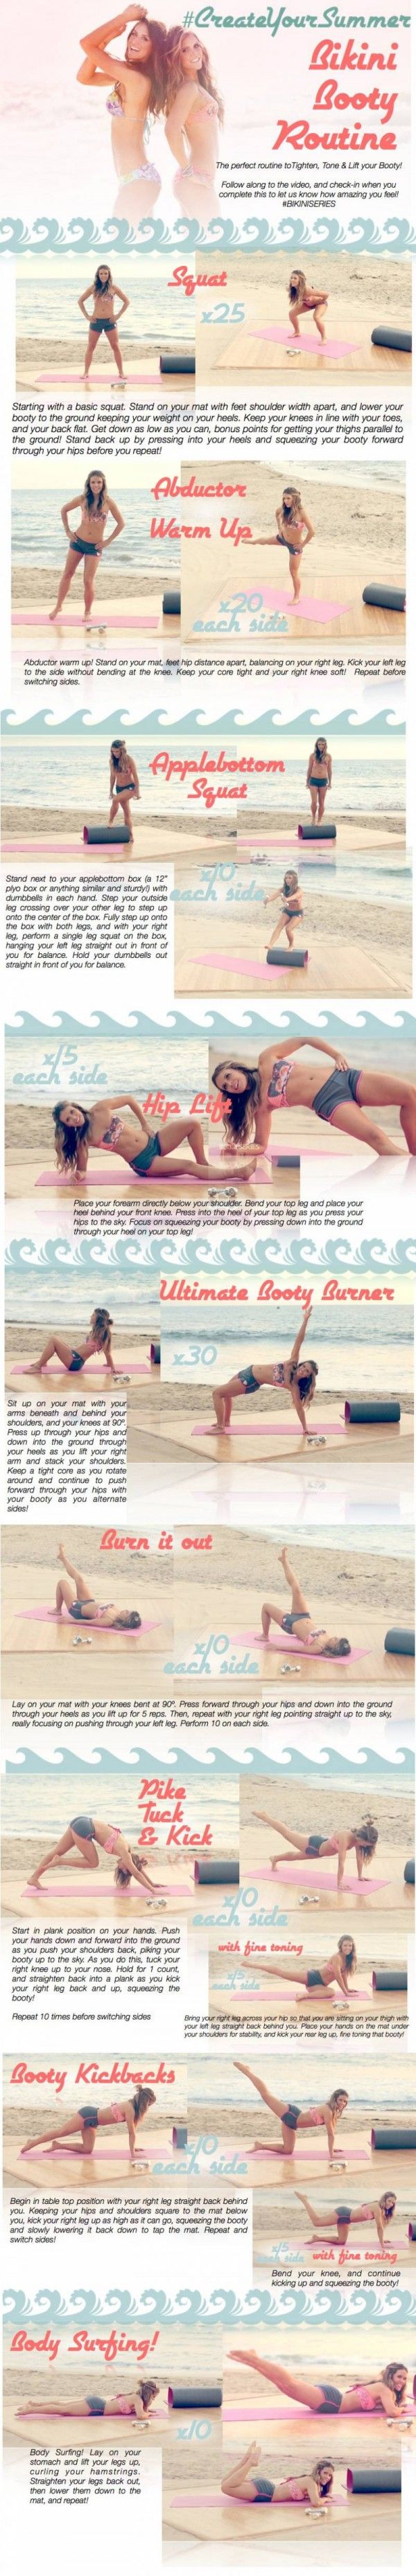 #CreateYourSummer
Bikini
Booty
Routine
The perfect routine toTighten, Tone & Lift your Booty!
Follow along to the video, and check-in when you
complete this to let us know how amazing you feel!
#BIKINISERIES
Squat
x25
Starting with a basic squat. Stand on your mat with feet shoulder width apart, and lower your
booty to the ground keeping your weight on your heels. Keep your knees in line with your toes,
and your back flat. Get down as low as you can, bonus points for getting your thighs parallel to
the ground! Stand back up by pressing into your heels and squeezing your booty forward
through your hips before you repeat!
Abductor
Warm Up
x20
each side
Abductor warm up! Stand on your mat, feet hip distance apart, balancing on your right leg. Kick your left leg
to the side without bending at the knee. Keep your core tight and your right knee soft! Repeat before
switching sides.
Applebottom
Squat
x10
each side
Stand next to your applebottom box (a 12"
plyo box or anything similar and sturdy!) with
dumbbells in each hand. Step your outside
leg crossing over your other leg to step up
onto the center of the box. Fully step up onto
the box with both legs, and with your right
leg, perform a single leg squat on the box,
hanging your left leg straight out in front of
you for balance. Hold your dumbbells out
straight in front of you for balance.
x15
each side
Hip Lift
Place your forearm directly below your shoulder. Bend your top leg and place your
heel behind your front knee. Press into the heel of your top leg as you press your
hips to the sky. Focus on squeezing your booty by pressing down into the ground
through your heel on your top leg!
Ultimate Booty Burner
x30
Sit up on your mat with your
arms beneath and behind your
shoulders, and your knees at 90º.
Press up through your hips and
down into the ground through
your heels as you lift your right
arm and stack your shoulders.
Keep a tight core as you rotate
around and continue to push
forward through your hips with
your booty as you alternate
sides!
Burn it out
x10
each side
Lay on your mat with your knees bent at 90º. Press forward through your hips and down into the ground
through your heels as you lift up for 5 reps. Then, repeat with your right leg pointing straight up to the sky,
really focusing on pushing through your left leg. Perform 10 on each side.
Pike
Tuck
& Kick
x10
each side
Start in plank position on your hands. Push
your hands down and forward into the ground
as you push your shoulders back, piking your
booty up to the sky. As you do this, tuck your
right knee up to your nose. Hold for 1 count,
and straighten back into a plank as you kick
your right leg back and up, squeezing the
booty!
Repeat 10 times before switching sides
with fine toning
x15
each side
Bring your right leg across your hip so that you are sitting on your thigh with
your left leg straight back behind you. Place your hands on the mat under
your shoulders for stability, and kick your rear leg up, fine toning that booty!
Booty Kickbacks
x10
each side
Begin in table top position with your right leg straight back behind
you. Keeping your hips and shoulders square to the mat below
you, kick your right leg up as high as it can go, squeezing the booty
and slowly lowering it back down to tap the mat. Repeat and
switch sides!
x15
each side
with fine toning
Bend your knee, and continue
kicking up and squeezing the booty!
Body Surfing!
x10
Body Surfing! Lay on your
stomach and lift your legs up,
curling your hamstrings.
Straighten your legs back out,
then lower them down to the
mat, and repeat!